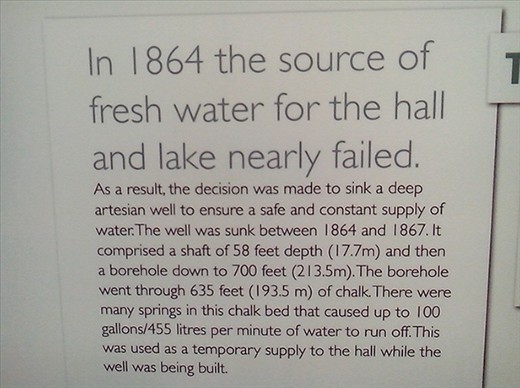 In 1864 the source of
fresh water for the hall
and lake nearly failed.
As a result, the decision was made to sink a deep
artesian well to ensure a safe and constant supply of
water.The well was sunk between 1864 and 1867. It
comprised a shaft of 58 feet depth (17.7m) and then
a borehole down to 700 feet (213.5m).The borehole
went through 635 feet (193.5 m) of chalk.There were
many springs in this chalk bed that caused up to 100
gallons/455 litres per minute of water to run off.This
was used as a temporary supply to the hall while the
well was being built.
T